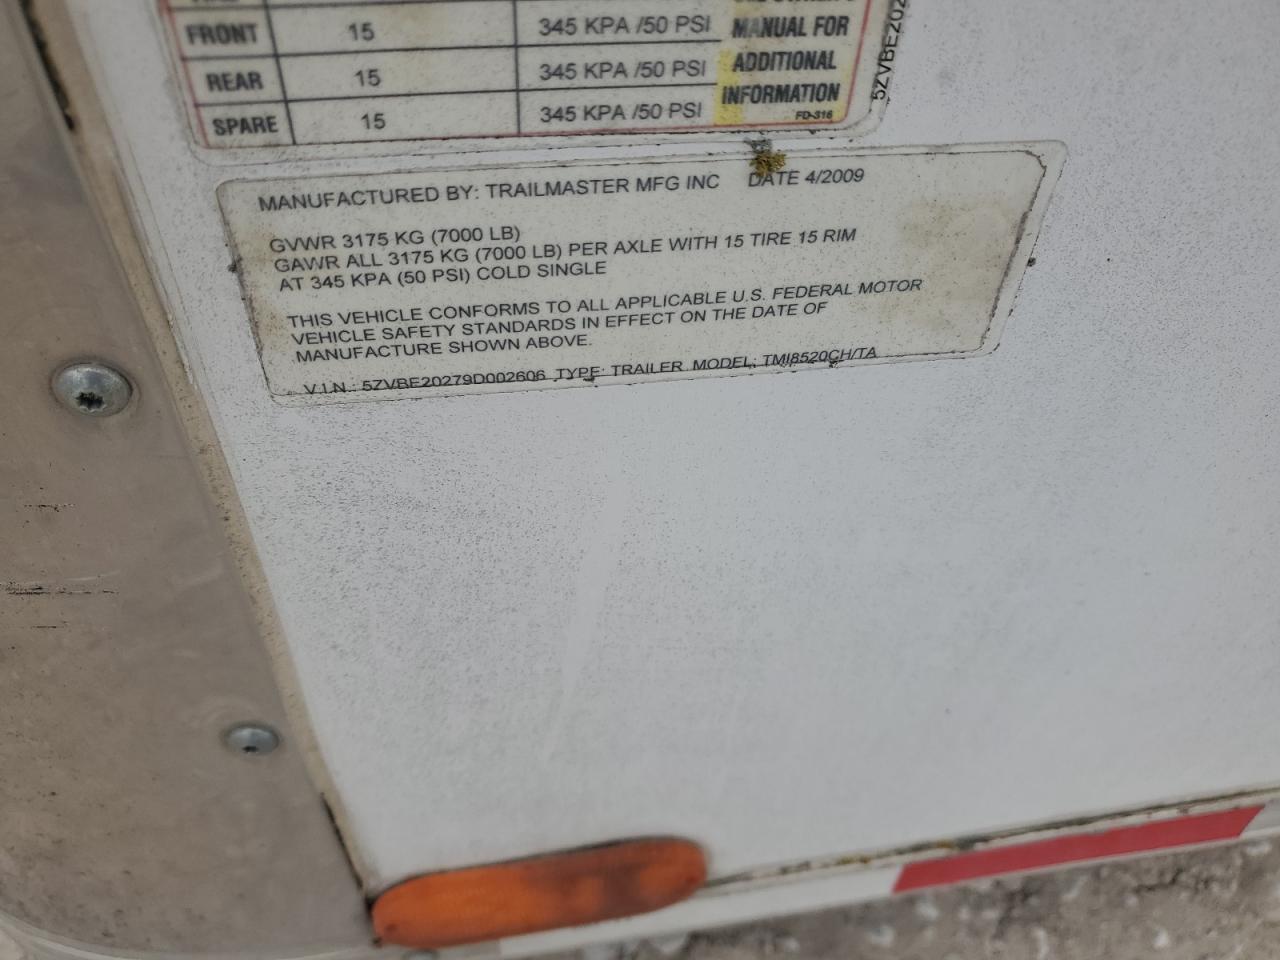 FRONT 15 345 KPA /50 PSI MANUAL FOR
REAR 15 345 KPA /50 PSI ADDITIONAL
SPARE 15 345 KPA /50 PSI INFORMATION
FD-316
5ZVBE202
MANUFACTURED BY: TRAILMASTER MFG INC DATE 4/2009
GVWR 3175 KG (7000 LB)
GAWR ALL 3175 KG (7000 LB) PER AXLE WITH 15 TIRE 15 RIM
AT 345 KPA (50 PSI) COLD SINGLE
THIS VEHICLE CONFORMS TO ALL APPLICABLE U.S. FEDERAL MOTOR
VEHICLE SAFETY STANDARDS IN EFFECT ON THE DATE OF
MANUFACTURE SHOWN ABOVE.
V.I.N.: 5ZVBE20279D002606 TYPE: TRAILER MODEL: TMI8520CH/TA